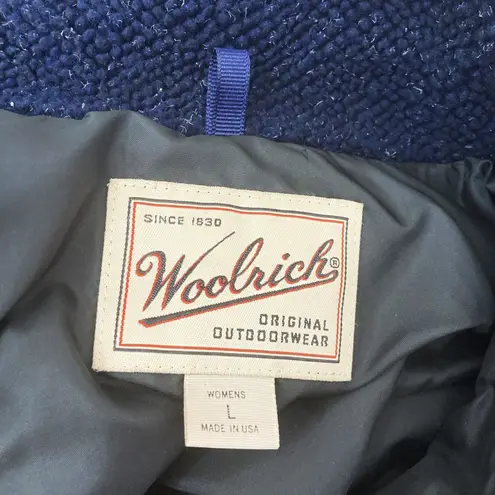 SINCE 1830
Woolrich®
ORIGINAL
OUTDOORWEAR
WOMENS
L
MADE IN USA